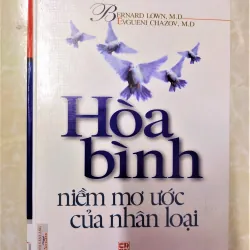 BERNARD LOWN, M.D
EVGUENI CHAZOV, M.D
Hòa
bình
niềm mơ ước
của nhân loại